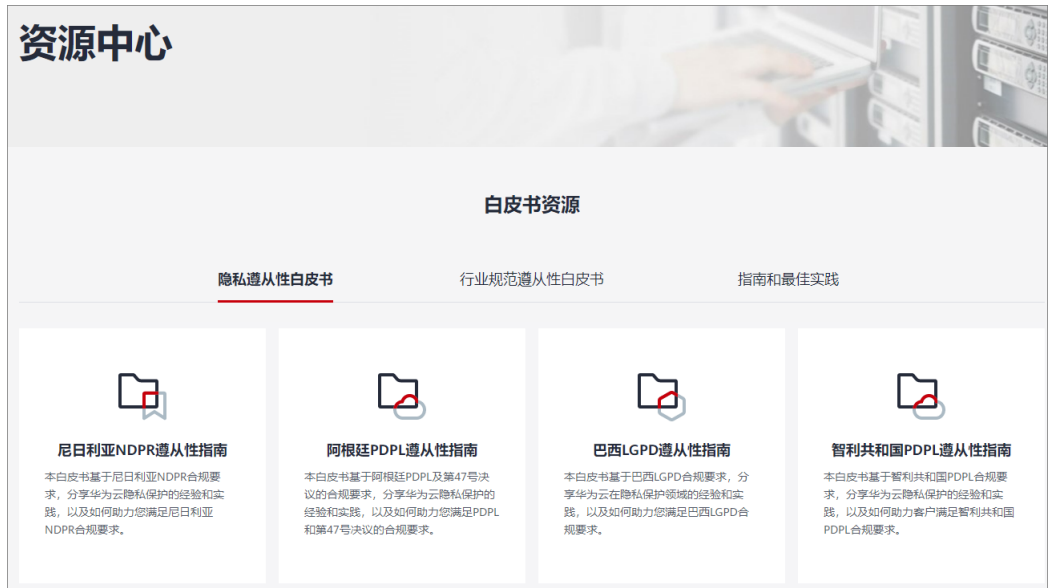 资源中心
白皮书资源
隐私遵从性白皮书
行业规范遵从性白皮书
指南和最佳实践
尼日利亚NDPR遵从性指南
本白皮书基于尼日利亚NDPR合规要
求，分享华为云隐私保护的经验和实
践，以及如何助力您满足尼日利亚
NDPR合规要求。
阿根廷PDPL遵从性指南
本白皮书基于阿根廷PDPL及第47号决
议的合规要求，分享华为云隐私保护的
经验和实践，以及如何助力您满足PDPL
和第47号决议的合规要求。
巴西LGPD遵从性指南
本白皮书基于巴西LGPD合规要求，分
享华为云在隐私保护领域的经验和实
践，以及如何助力您满足巴西LGPD合
规要求。
智利共和国PDPL遵从性指南
本白皮书基于智利共和国PDPL合规要
求，分享华为云隐私保护的经验和实
践，以及如何助力客户满足智利共和国
PDPL合规要求。